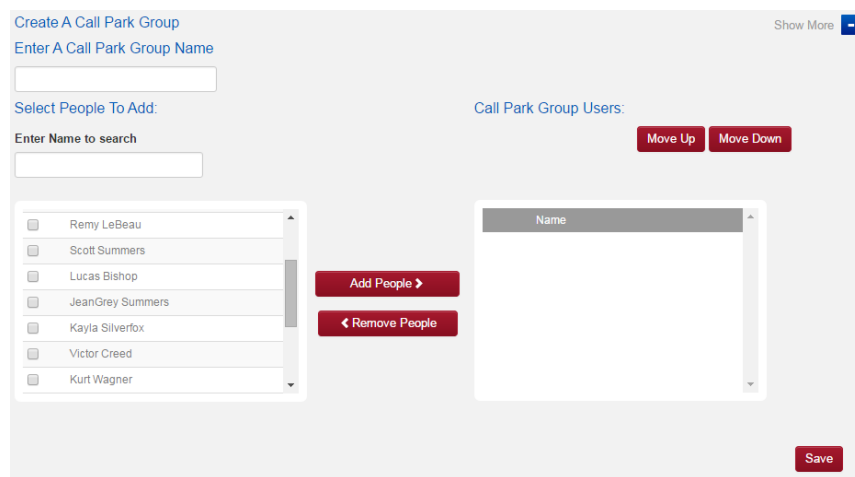 Create A Call Park Group
Show More
Enter A Call Park Group Name
Select People To Add:
Call Park Group Users:
Enter Name to search
Move Up
Move Down
Remy LeBeau
Scott Summers
Lucas Bishop
JeanGrey Summers
Kayla Silverfox
Victor Creed
Kurt Wagner
Add People
Remove People
Name
Save